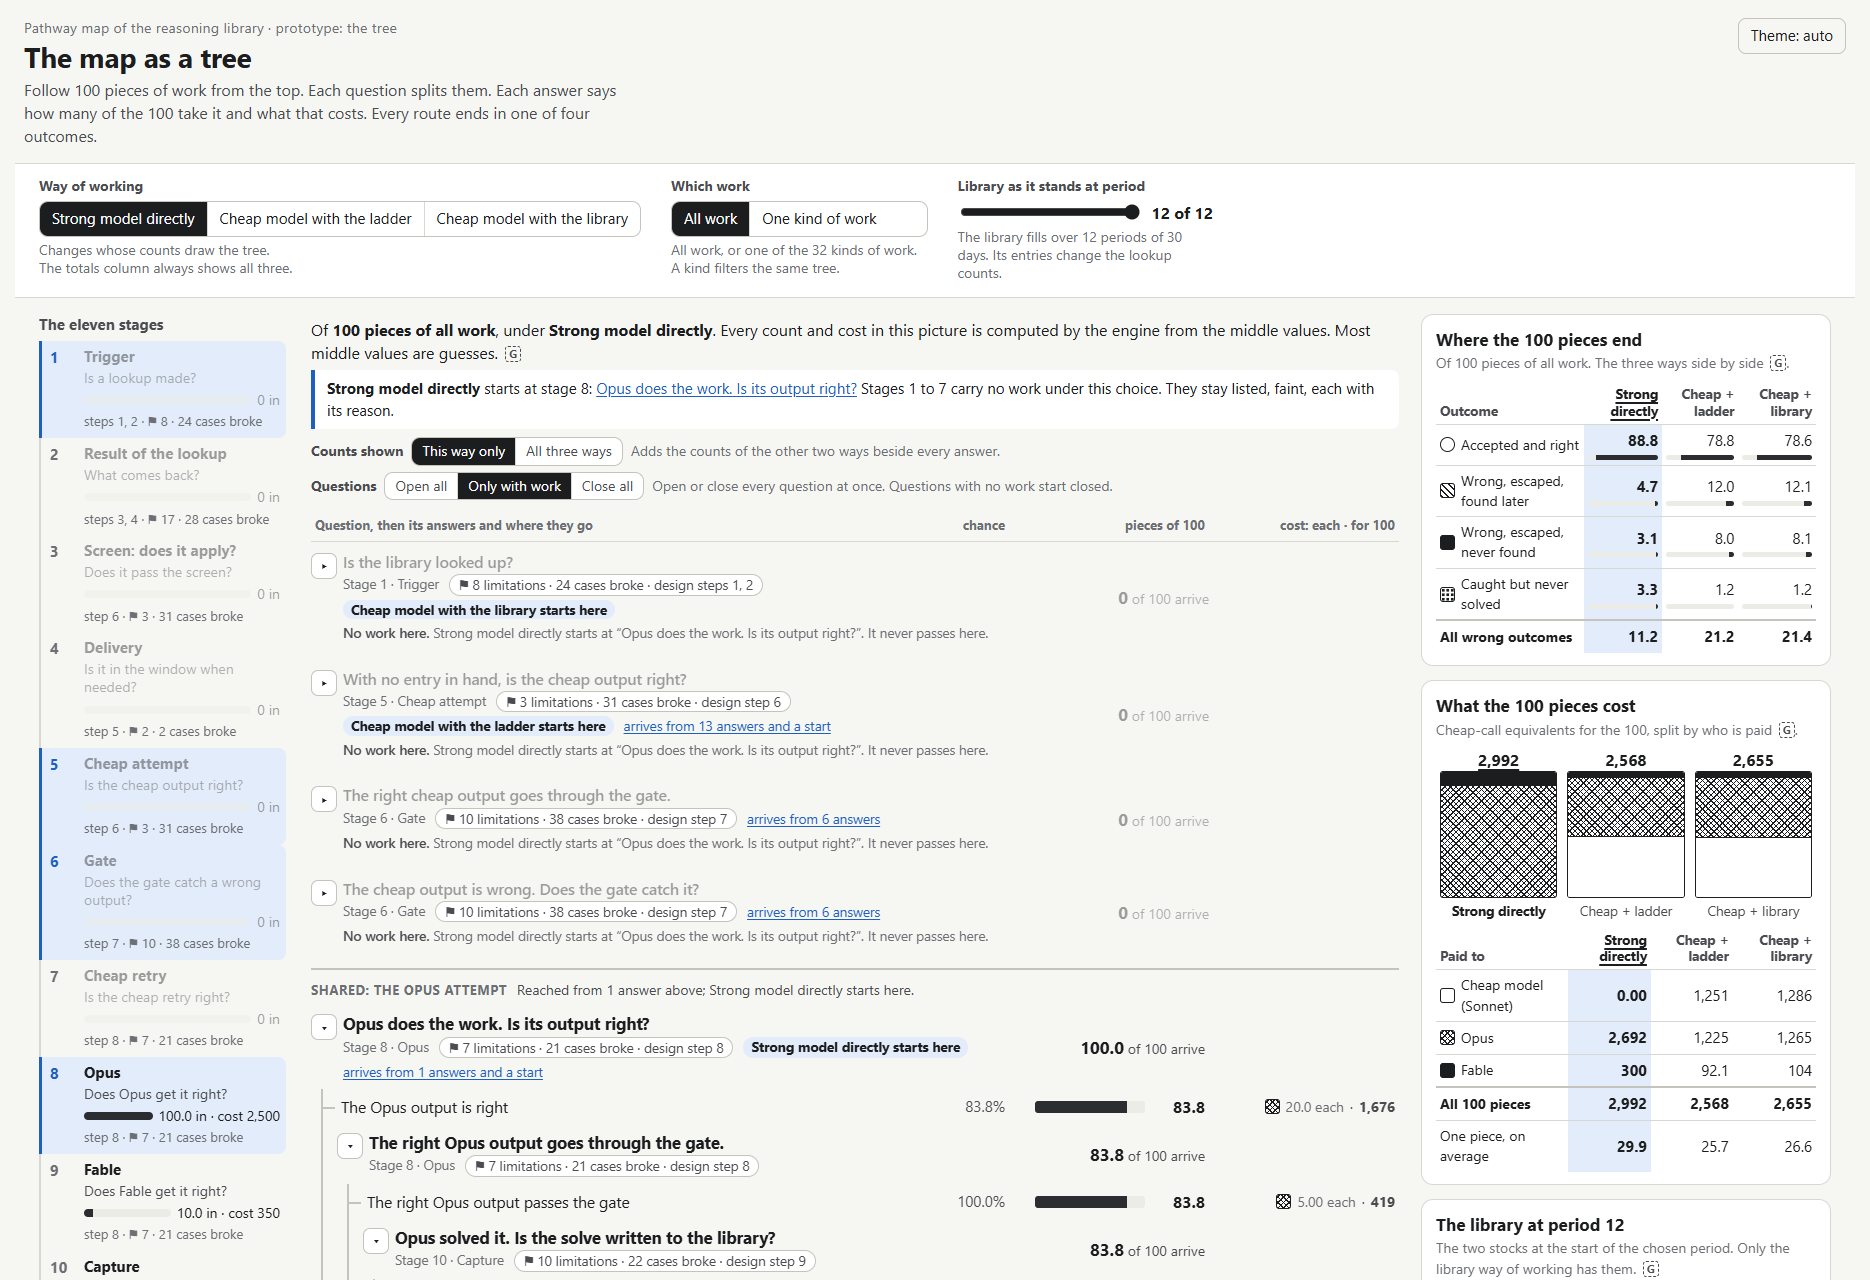 Pathway map of the reasoning library · prototype: the tree
Theme: auto
The map as a tree
Follow 100 pieces of work from the top. Each question splits them. Each answer says
how many of the 100 take it and what that costs. Every route ends in one of four
outcomes.
Way of working
Strong model directly
Cheap model with the ladder
Cheap model with the library
Changes whose counts draw the tree.
The totals column always shows all three.
Which work
All work
One kind of work
All work, or one of the 32 kinds of work.
A kind filters the same tree.
Library as it stands at period
12 of 12
The library fills over 12 periods of 30
days. Its entries change the lookup
counts.
The eleven stages
1 Trigger
Is a lookup made?
0 in
steps 1, 2 · ⚑ 8 · 24 cases broke
2 Result of the lookup
What comes back?
0 in
steps 3, 4 · ⚑ 17 · 28 cases broke
3 Screen: does it apply?
Does it pass the screen?
0 in
step 6 · ⚑ 3 · 31 cases broke
4 Delivery
Is it in the window when
needed?
0 in
step 5 · ⚑ 2 · 2 cases broke
5 Cheap attempt
Is the cheap output right?
0 in
step 6 · ⚑ 3 · 31 cases broke
6 Gate
Does the gate catch a wrong
output?
0 in
step 7 · ⚑ 10 · 38 cases broke
7 Cheap retry
Is the cheap retry right?
0 in
step 8 · ⚑ 7 · 21 cases broke
8 Opus
Does Opus get it right?
100.0 in · cost 2,500
step 8 · ⚑ 7 · 21 cases broke
9 Fable
Does Fable get it right?
10.0 in · cost 350
step 8 · ⚑ 7 · 21 cases broke
10 Capture
Of 100 pieces of all work, under Strong model directly. Every count and cost in this picture is computed by the engine from the middle values. Most
middle values are guesses. G
Strong model directly starts at stage 8: Opus does the work. Is its output right? Stages 1 to 7 carry no work under this choice. They stay listed, faint, each with
its reason.
Counts shown
This way only
All three ways
Adds the counts of the other two ways beside every answer.
Questions
Open all
Only with work
Close all
Open or close every question at once. Questions with no work start closed.
Question, then its answers and where they go
chance
pieces of 100
cost: each · for 100
Is the library looked up?
Stage 1 · Trigger
⚑ 8 limitations · 24 cases broke · design steps 1, 2
0 of 100 arrive
Cheap model with the library starts here
No work here. Strong model directly starts at “Opus does the work. Is its output right?”. It never passes here.
With no entry in hand, is the cheap output right?
Stage 5 · Cheap attempt
⚑ 3 limitations · 31 cases broke · design step 6
0 of 100 arrive
Cheap model with the ladder starts here
arrives from 13 answers and a start
No work here. Strong model directly starts at “Opus does the work. Is its output right?”. It never passes here.
The right cheap output goes through the gate.
Stage 6 · Gate
⚑ 10 limitations · 38 cases broke · design step 7
arrives from 6 answers
0 of 100 arrive
No work here. Strong model directly starts at “Opus does the work. Is its output right?”. It never passes here.
The cheap output is wrong. Does the gate catch it?
Stage 6 · Gate
⚑ 10 limitations · 38 cases broke · design step 7
arrives from 6 answers
0 of 100 arrive
No work here. Strong model directly starts at “Opus does the work. Is its output right?”. It never passes here.
SHARED: THE OPUS ATTEMPT Reached from 1 answer above; Strong model directly starts here.
Opus does the work. Is its output right?
Stage 8 · Opus
⚑ 7 limitations · 21 cases broke · design step 8
Strong model directly starts here
100.0 of 100 arrive
arrives from 1 answers and a start
The Opus output is right
83.8%
83.8
20.0 each · 1,676
The right Opus output goes through the gate.
Stage 8 · Opus
⚑ 7 limitations · 21 cases broke · design step 8
83.8 of 100 arrive
The right Opus output passes the gate
100.0%
83.8
5.00 each · 419
Opus solved it. Is the solve written to the library?
Stage 10 · Capture
⚑ 10 limitations · 22 cases broke · design step 9
83.8 of 100 arrive
Where the 100 pieces end
Of 100 pieces of all work. The three ways side by side G.
Outcome
Strong directly
Cheap + ladder
Cheap + library
Accepted and right 88.8 78.8 78.6
Wrong, escaped, found later 4.7 12.0 12.1
Wrong, escaped, never found 3.1 8.0 8.1
Caught but never solved 3.3 1.2 1.2
All wrong outcomes 11.2 21.2 21.4
What the 100 pieces cost
Cheap-call equivalents for the 100, split by who is paid G.
2,992 2,568 2,655
Strong directly
Cheap + ladder
Cheap + library
Paid to
Strong directly
Cheap + ladder
Cheap + library
Cheap model (Sonnet) 0.00 1,251 1,286
Opus 2,692 1,225 1,265
Fable 300 92.1 104
All 100 pieces 2,992 2,568 2,655
One piece, on average 29.9 25.7 26.6
The library at period 12
The two stocks at the start of the chosen period. Only the
library way of working has them. G